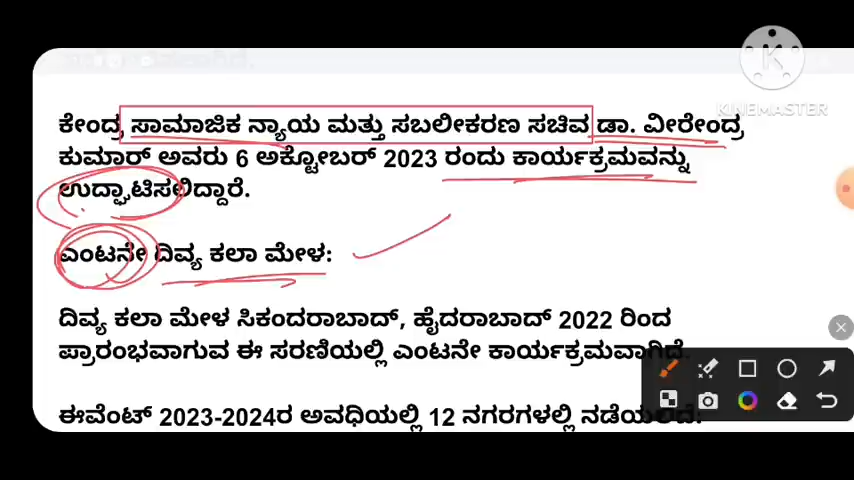 KINEMASTER
ಕೇಂದ್ರ ಸಾಮಾಜಿಕ ನ್ಯಾಯ ಮತ್ತು ಸಬಲೀಕರಣ ಸಚಿವ ಡಾ. ವೀರೇಂದ್ರ
ಕುಮಾರ್ ಅವರು 6 ಅಕ್ಟೋಬರ್ 2023 ರಂದು ಕಾರ್ಯಕ್ರಮವನ್ನು
ಉದ್ಘಾಟಿಸಲಿದ್ದಾರೆ.
ಎಂಟನೇ ದಿವ್ಯ ಕಲಾ ಮೇಳ:
ದಿವ್ಯ ಕಲಾ ಮೇಳ ಸಿಕಂದರಾಬಾದ್, ಹೈದರಾಬಾದ್ 2022 ರಿಂದ
ಪ್ರಾರಂಭವಾಗುವ ಈ ಸರಣಿಯಲ್ಲಿ ಎಂಟನೇ ಕಾರ್ಯಕ್ರಮವಾಗಿದೆ.
ಈವೆಂಟ್ 2023-2024ರ ಅವಧಿಯಲ್ಲಿ 12 ನಗರಗಳಲ್ಲಿ ನಡೆಯಲಿದೆ: